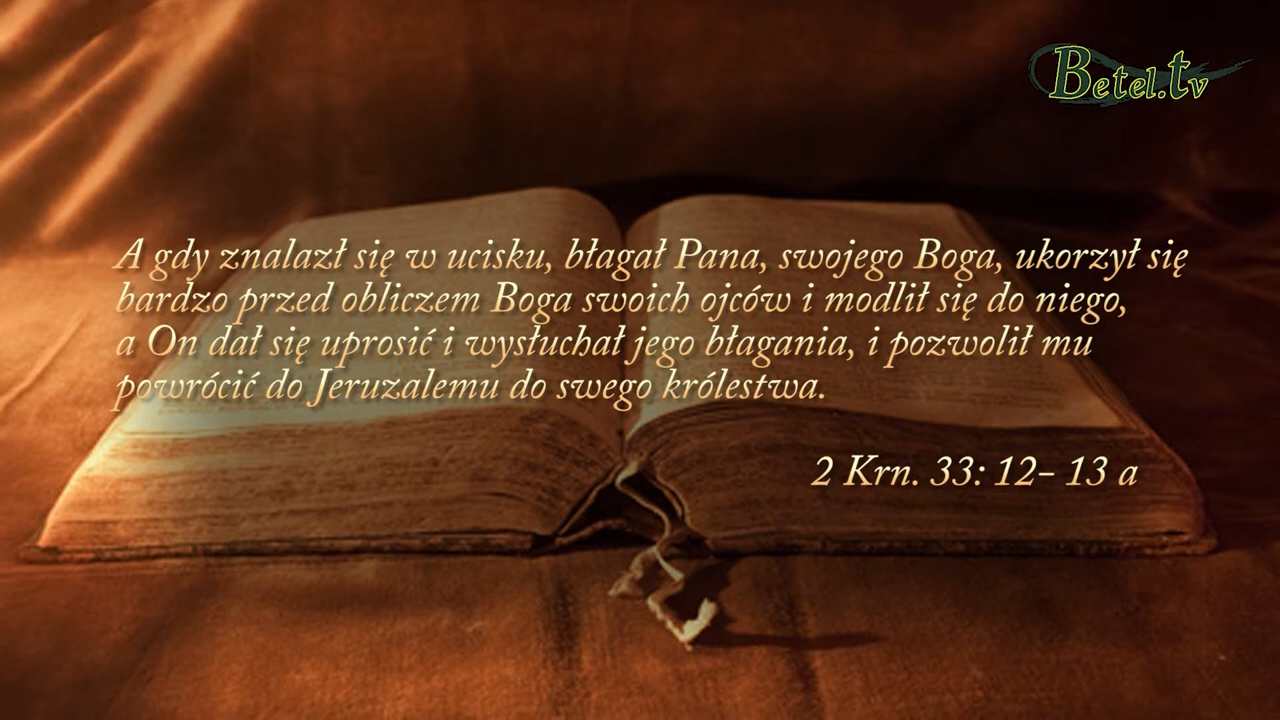 Betel.tv
A gdy znalazł się w ucisku, błagał Pana, swojego Boga, ukorzył się
bardzo przed obliczem Boga swoich ojców i modlił się do niego,
a On dał się uprosić i wysłuchał jego błagania, i pozwolił mu
powrócić do Jeruzalemu do swego królestwa.
2 Krn. 33: 12- 13 a